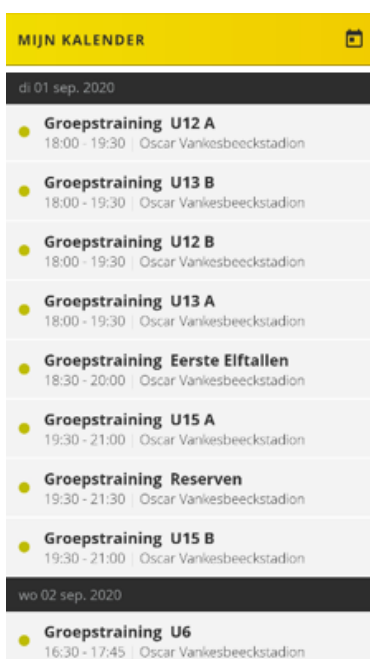 MIJN KALENDER
di 01 sep. 2020
Groepstraining U12 A
18:00 - 19:30 | Oscar Vankesbeeckstadion
Groepstraining U13 B
18:00 - 19:30 | Oscar Vankesbeeckstadion
Groepstraining U12 B
18:00 - 19:30 | Oscar Vankesbeeckstadion
Groepstraining U13 A
18:00 - 19:30 | Oscar Vankesbeeckstadion
Groepstraining Eerste Elftallen
18:30 - 20:00 | Oscar Vankesbeeckstadion
Groepstraining U15 A
19:30 - 21:00 | Oscar Vankesbeeckstadion
Groepstraining Reserven
19:30 - 21:30 | Oscar Vankesbeeckstadion
Groepstraining U15 B
19:30 - 21:00 | Oscar Vankesbeeckstadion
wo 02 sep. 2020
Groepstraining U6
16:30 - 17:45 | Oscar Vankesbeeckstadion